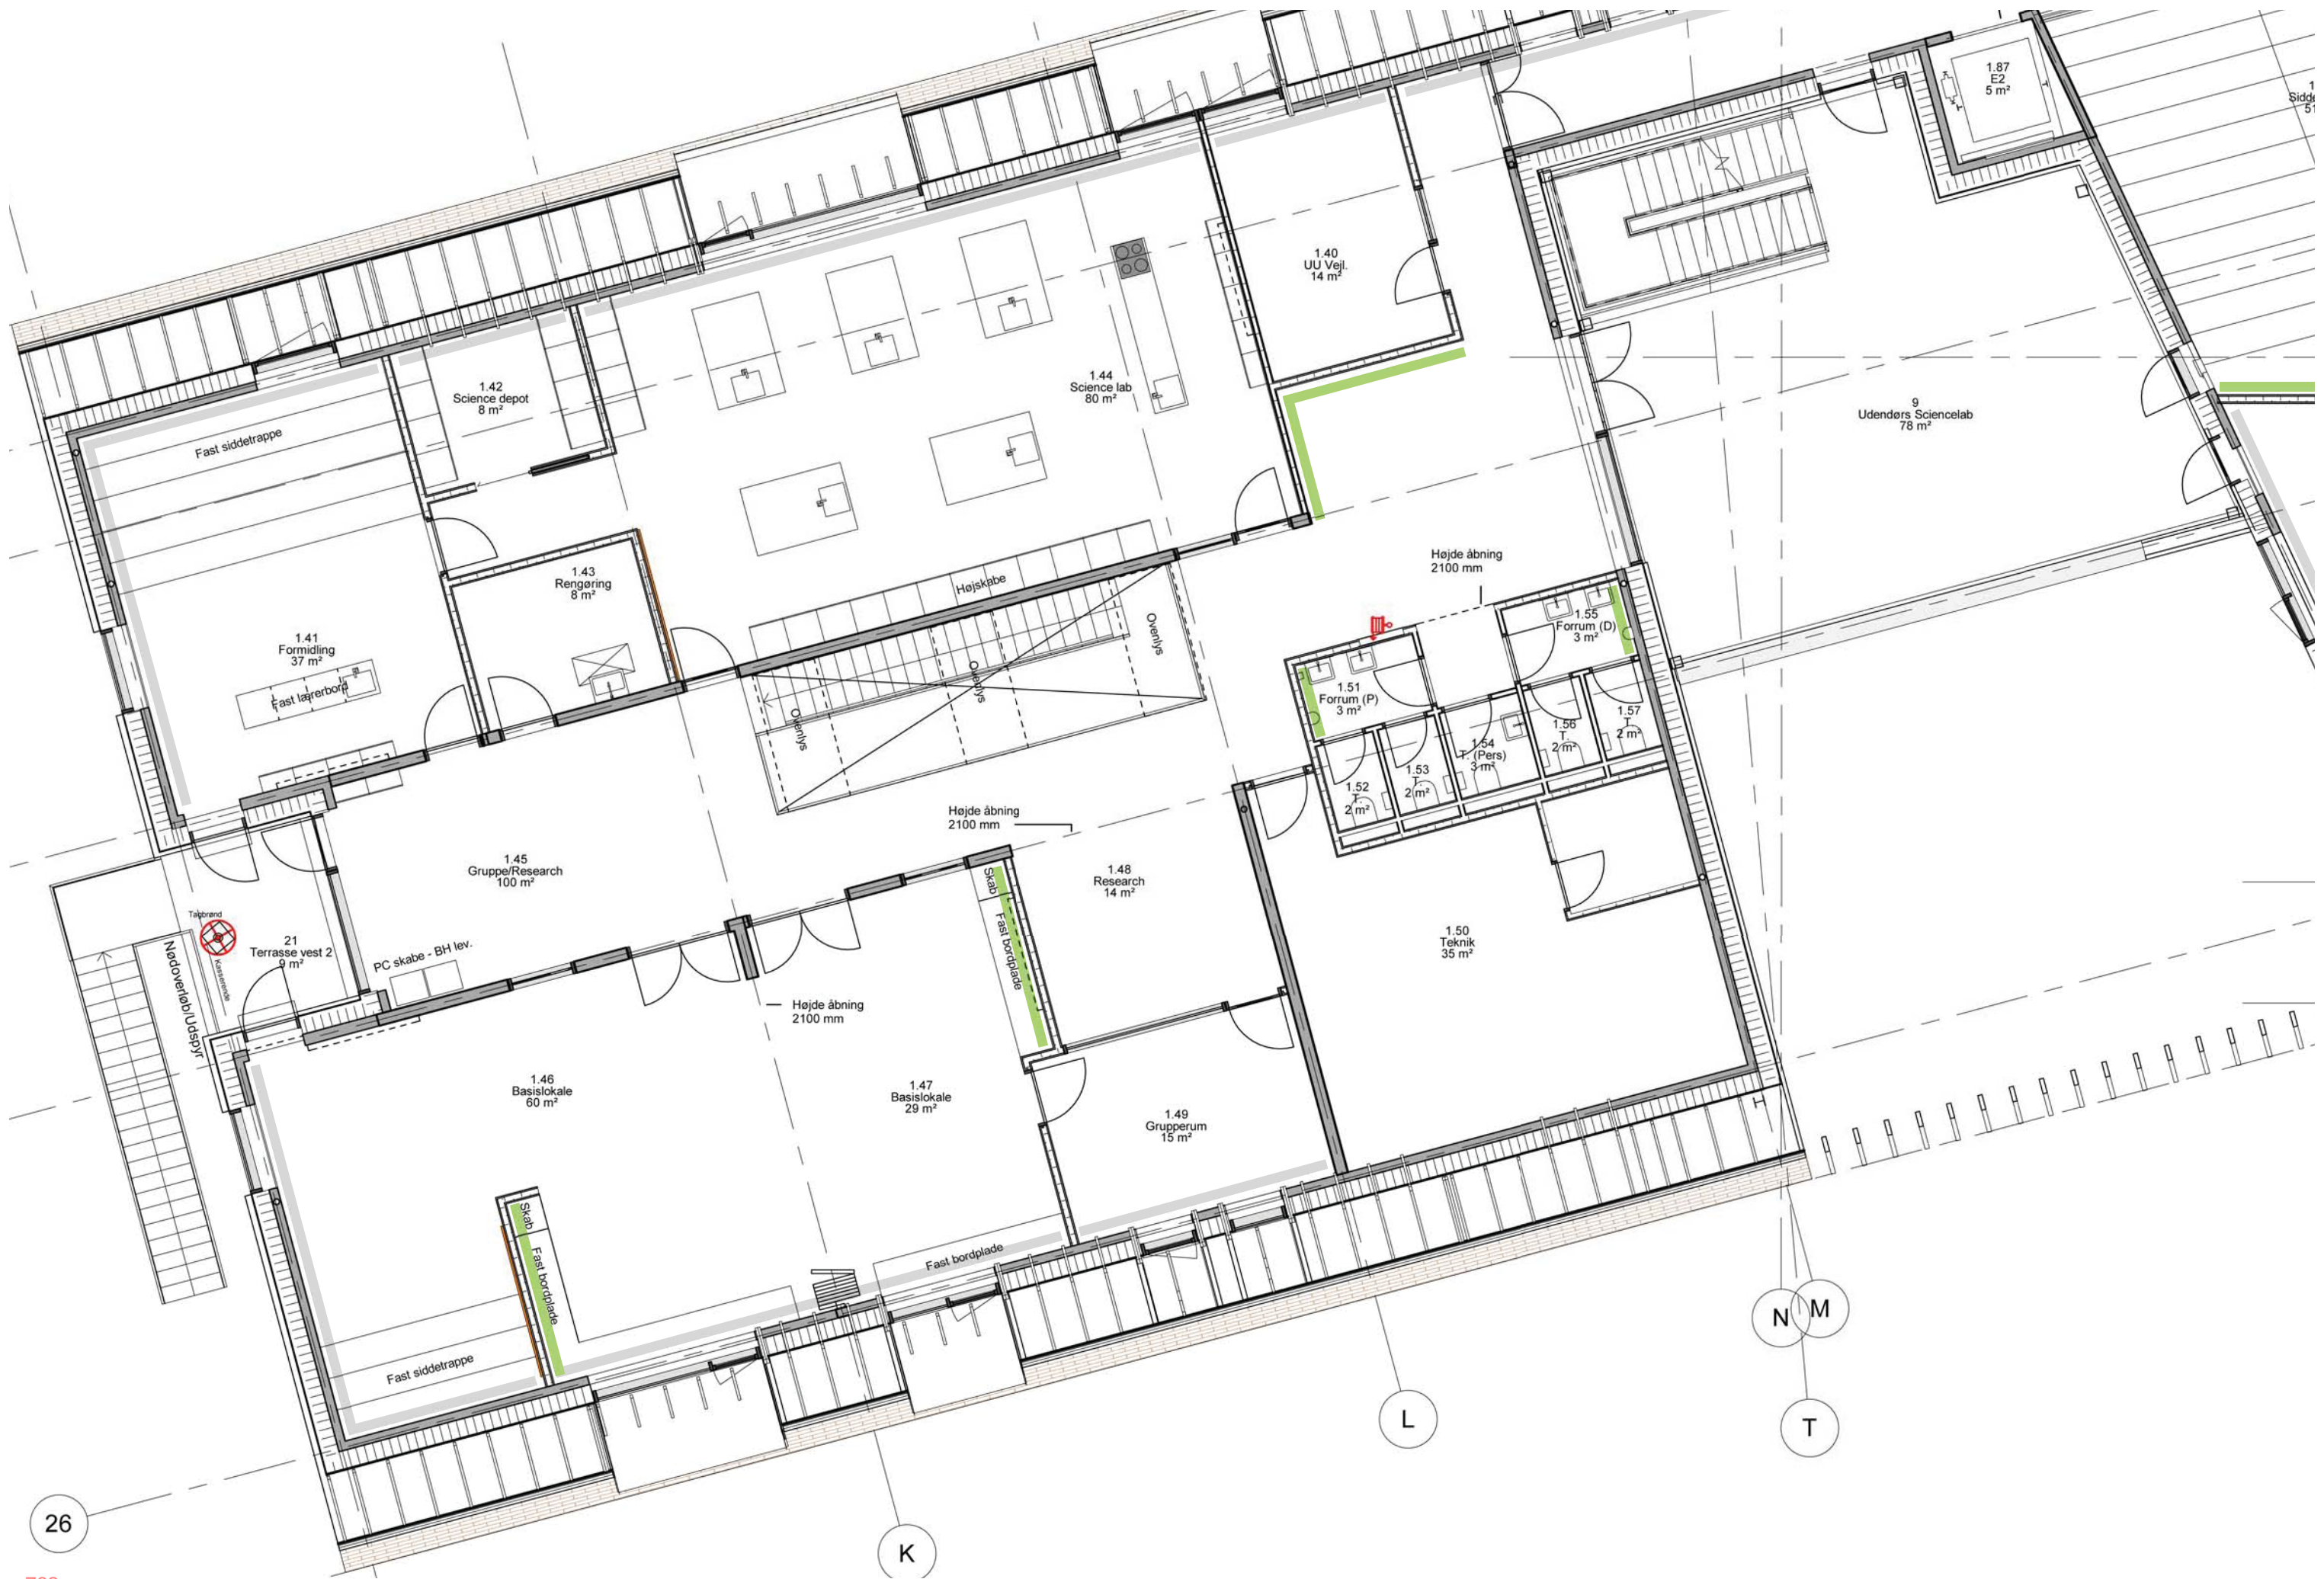 1.87
E2
5 m²
1.40
UU Vejl.
14 m²
1.42
Science depot
8 m²
1.44
Science lab
80 m²
9
Udendørs Sciencelab
78 m²
Fast siddetrappe
Højde åbning
2100 mm
1.43
Rengøring
8 m²
Højskabe
1.55
Forrum (D)
3 m²
Ovenlys
Ovenlys
Ovenlys
1.41
Formidling
37 m²
Fast lærerbord
1.51
Forrum (P)
3 m²
1.57
T.
2 m²
1.56
T.
2 m²
1.54
T. (Pers)
3 m²
1.53
T.
2 m²
1.52
T.
2 m²
Højde åbning
2100 mm
1.45
Gruppe/Research
100 m²
1.48
Research
14 m²
Skab
Fast bordplade
Tagbrønd
21
Terrasse vest 2
9 m²
Kasserende
Nødoverløb/Udspyr
PC skabe - BH lev.
1.50
Teknik
35 m²
Højde åbning
2100 mm
1.46
Basislokale
60 m²
1.47
Basislokale
29 m²
1.49
Grupperum
15 m²
Skab
Fast bordplade
Fast bordplade
Fast siddetrappe
N
M
L
T
26
K